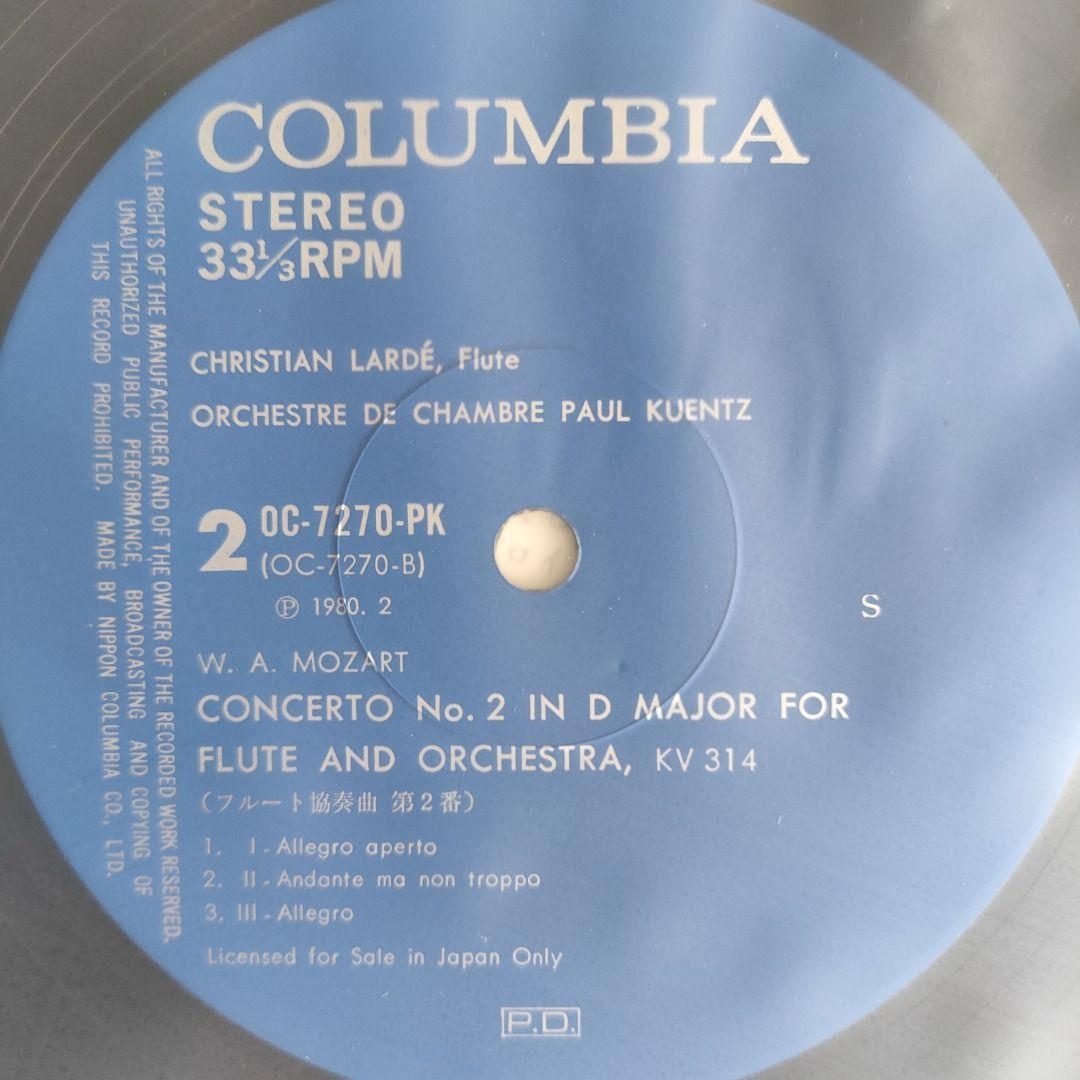 COLUMBIA
STEREO
33⅓RPM
CHRISTIAN LARDÉ, Flute
ORCHESTRE DE CHAMBRE PAUL KUENTZ
2 OC-7270-PK
(OC-7270-B)
Ⓟ 1980. 2
S
W. A. MOZART
CONCERTO No. 2 IN D MAJOR FOR
FLUTE AND ORCHESTRA, KV 314
(フルート協奏曲 第2番)
1. I - Allegro aperto
2. II - Andante ma non troppo
3. III - Allegro
Licensed for Sale in Japan Only
P.D.
ALL RIGHTS OF THE MANUFACTURER AND OF THE OWNER OF THE RECORDED WORK RESERVED.
UNAUTHORIZED PUBLIC PERFORMANCE, BROADCASTING AND COPYING OF
THIS RECORD PROHIBITED. MADE BY NIPPON COLUMBIA CO., LTD.